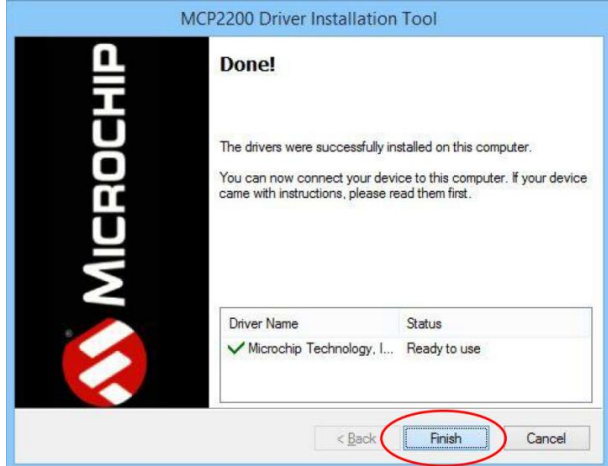 MCP2200 Driver Installation Tool
MICROCHIP
Done!
The drivers were successfully installed on this computer.
You can now connect your device to this computer. If your device
came with instructions, please read them first.
Driver Name Status
Microchip Technology, I... Ready to use
< Back Finish Cancel